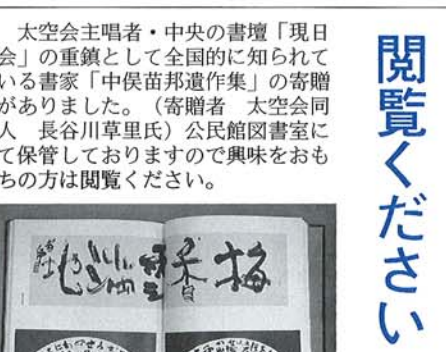 閲覧ください
太空会主唱者・中央の書壇「現日
会」の重鎮として全国的に知られて
いる書家「中俣苗邦遺作集」の寄贈
がありました。（寄贈者　太空会同
人　長谷川草里氏）公民館図書室に
て保管しておりますので興味をおも
ちの方は閲覧ください。